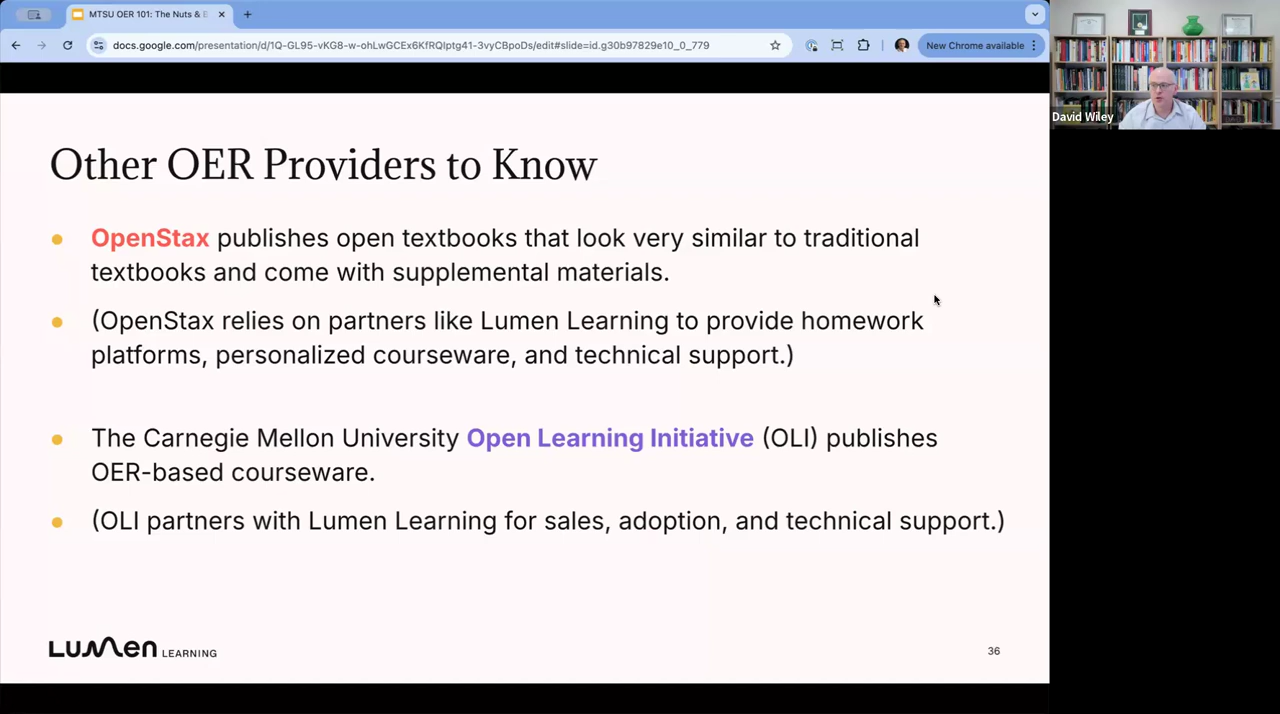 MTSU OER 101: The Nuts & B
docs.google.com/presentation/d/1Q-GL95-vKG8-w-ohLwGCEx6KfRQlptg41-3vyCBpoDs/edit#slide=id.g30b97829e10_0_779
New Chrome available
David Wiley
Other OER Providers to Know
OpenStax publishes open textbooks that look very similar to traditional
textbooks and come with supplemental materials.
(OpenStax relies on partners like Lumen Learning to provide homework
platforms, personalized courseware, and technical support.)
The Carnegie Mellon University Open Learning Initiative (OLI) publishes
OER-based courseware.
(OLI partners with Lumen Learning for sales, adoption, and technical support.)
Lumen LEARNING
36